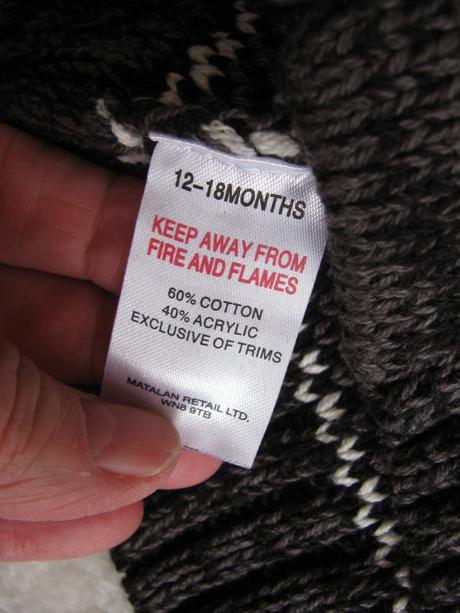 12-18MONTHS
KEEP AWAY FROM
FIRE AND FLAMES
60% COTTON
40% ACRYLIC
EXCLUSIVE OF TRIMS
MATALAN RETAIL LTD.
WN8 9TB